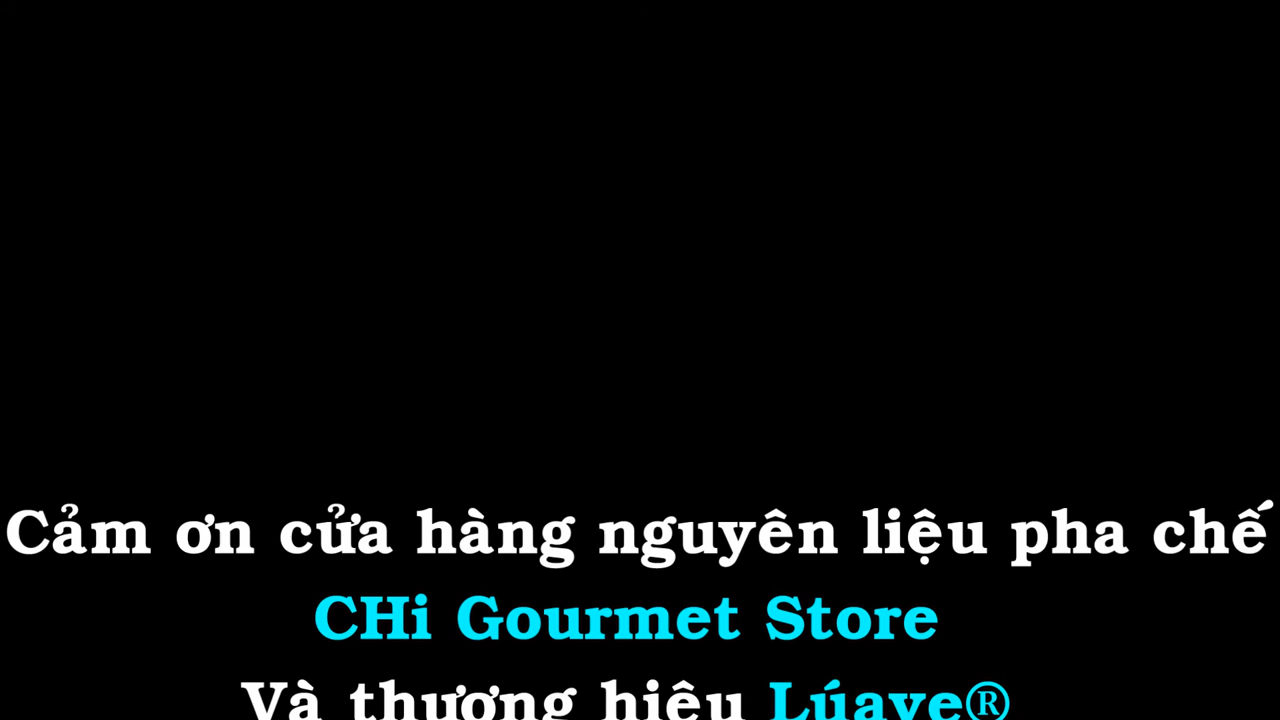 Cảm ơn cửa hàng nguyên liệu pha chế
CHi Gourmet Store
Và thương hiệu Lúave®